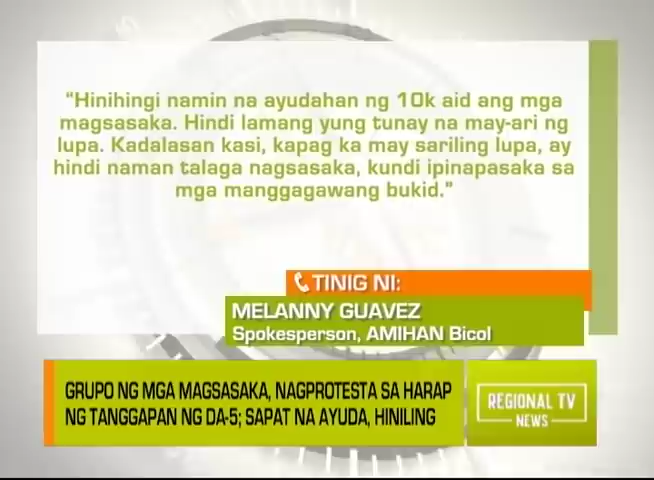 “Hinihingi namin na ayudahan ng 10k aid ang mga
magsasaka. Hindi lamang yung tunay na may-ari ng
lupa. Kadalasan kasi, kapag ka may sariling lupa, ay
hindi naman talaga nagsasaka, kundi ipinapasaka sa
mga manggagawang bukid.”
TINIG NI:
MELANNY GUAVEZ
Spokesperson, AMIHAN Bicol
GRUPO NG MGA MAGSASAKA, NAGPROTESTA SA HARAP
NG TANGGAPAN NG DA-5; SAPAT NA AYUDA, HINILING
REGIONAL TV
NEWS